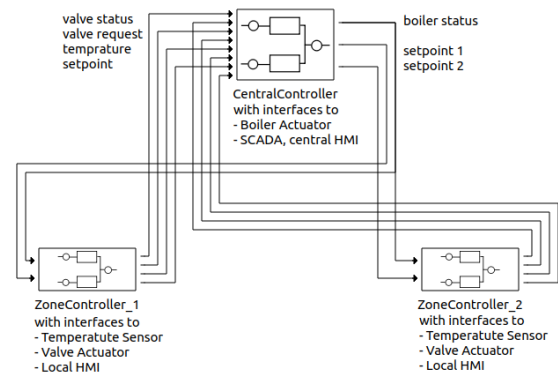 valve status
valve request
temprature
setpoint
boiler status
setpoint 1
setpoint 2
CentralController
with interfaces to
- Boiler Actuator
- SCADA, central HMI
ZoneController_1
with interfaces to
- Temperatute Sensor
- Valve Actuator
- Local HMI
ZoneController_2
with interfaces to
- Temperatute Sensor
- Valve Actuator
- Local HMI